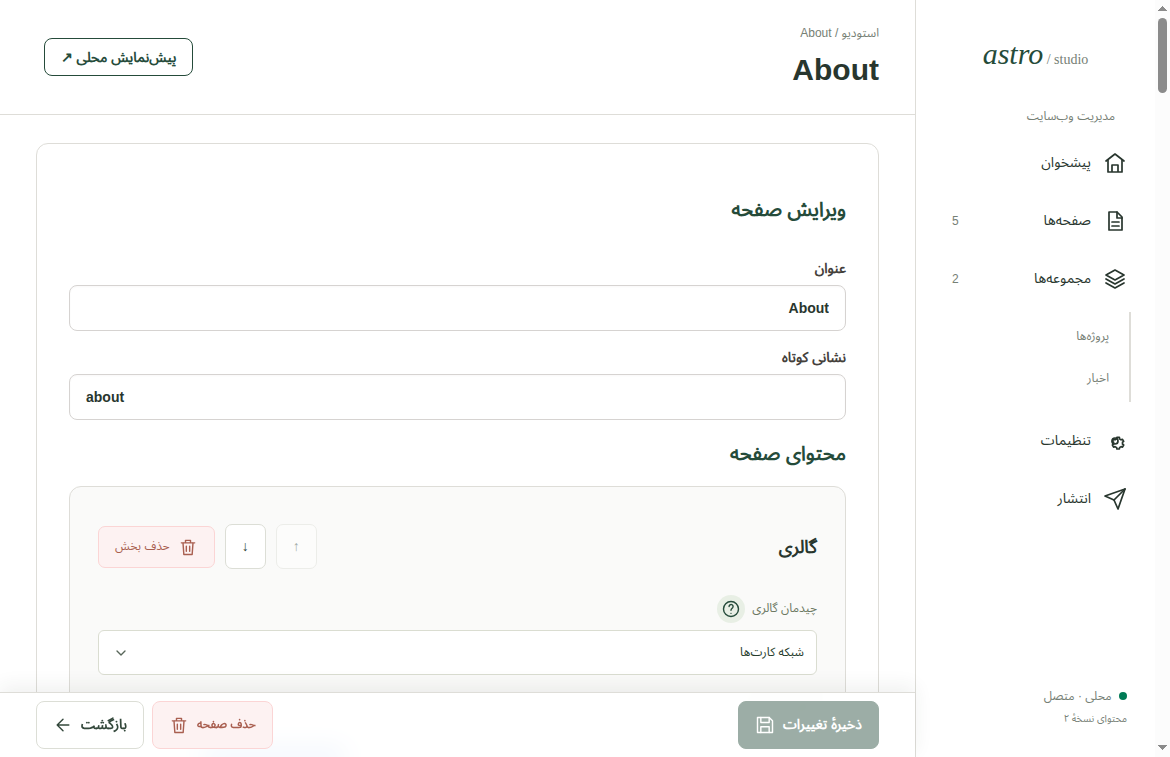 astro / studio
مدیریت وب‌سایت
پیشخوان
صفحه‌ها 5
مجموعه‌ها 2
پروژه‌ها
اخبار
تنظیمات
انتشار
محلی · متصل
محتوای نسخهٔ ۲
استودیو / About
About
پیش‌نمایش محلی ↗
ویرایش صفحه
عنوان
About
نشانی کوتاه
about
محتوای صفحه
گالری
↑ ↓ حذف بخش
چیدمان گالری ?
شبکه کارت‌ها
ذخیرهٔ تغییرات
حذف صفحه
بازگشت ←